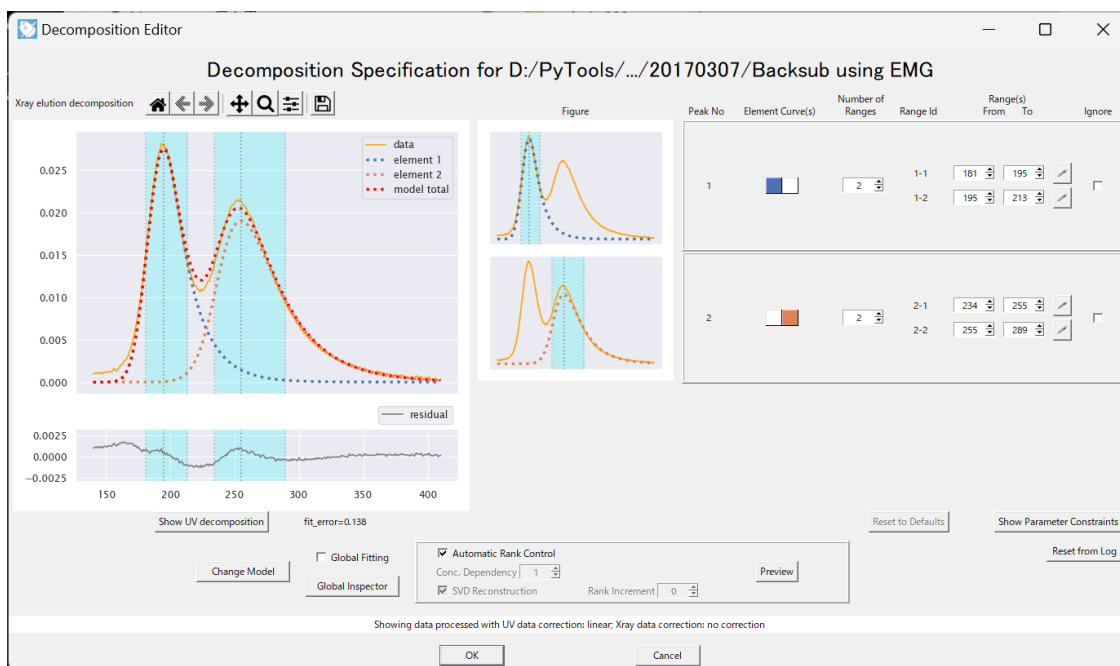 Decomposition Editor
Decomposition Specification for D:/PyTools/.../20170307/Backsub using EMG
Xray elution decomposition
Figure
Peak No
Element Curve(s)
Number of Ranges
Range Id
Range(s)
From To
Ignore
data
element 1
element 2
model total
0.025
0.020
0.015
0.010
0.005
0.000
1
2
1-1 181 195
1-2 195 213
2
2
2-1 234 255
2-2 255 289
residual
0.0025
0.0000
−0.0025
150 200 250 300 350 400
Show UV decomposition
fit_error=0.138
Reset to Defaults
Show Parameter Constraints
Reset from Log
Change Model
Global Fitting
Global Inspector
Automatic Rank Control
Conc. Dependency 1
SVD Reconstruction
Rank Increment 0
Preview
Showing data processed with UV data correction: linear; Xray data correction: no correction
OK
Cancel